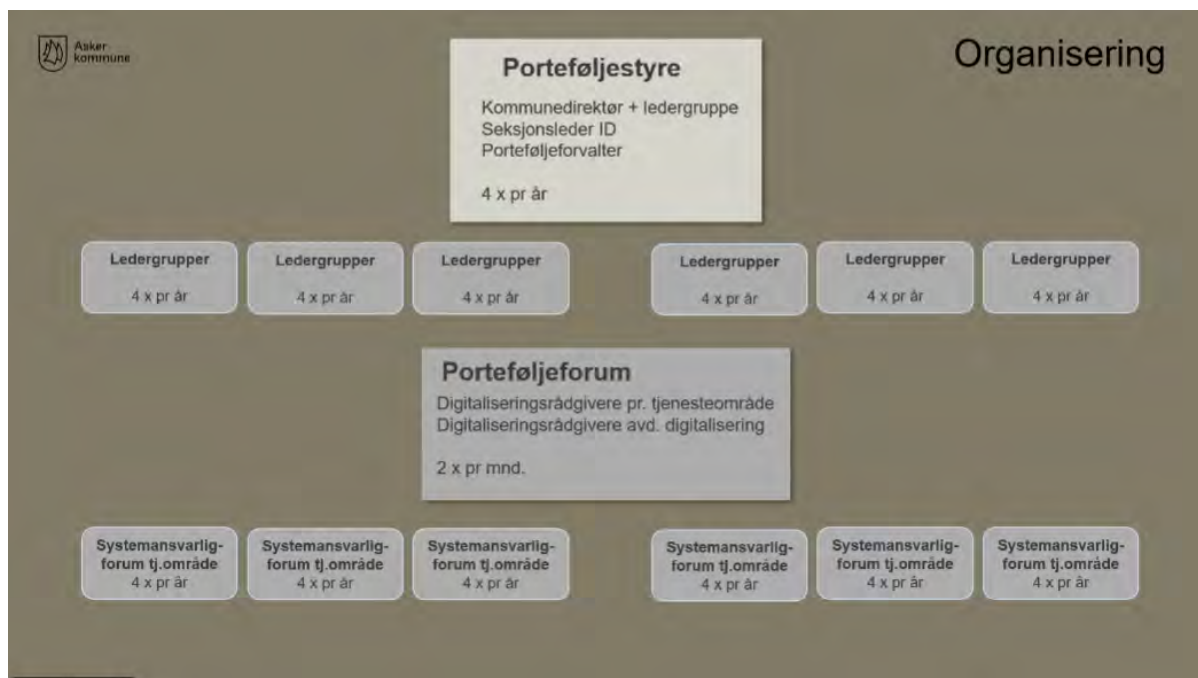 Asker
kommune
Organisering
Porteføljestyre
Kommunedirektør + ledergruppe
Seksjonsleder ID
Porteføljeforvalter
4 x pr år
Ledergrupper
4 x pr år
Ledergrupper
4 x pr år
Ledergrupper
4 x pr år
Ledergrupper
4 x pr år
Ledergrupper
4 x pr år
Ledergrupper
4 x pr år
Porteføljeforum
Digitaliseringsrådgivere pr. tjenesteområde
Digitaliseringsrådgivere avd. digitalisering
2 x pr mnd.
Systemansvarlig-
forum tj.område
4 x pr år
Systemansvarlig-
forum tj.område
4 x pr år
Systemansvarlig-
forum tj.område
4 x pr år
Systemansvarlig-
forum tj.område
4 x pr år
Systemansvarlig-
forum tj.område
4 x pr år
Systemansvarlig-
forum tj.område
4 x pr år